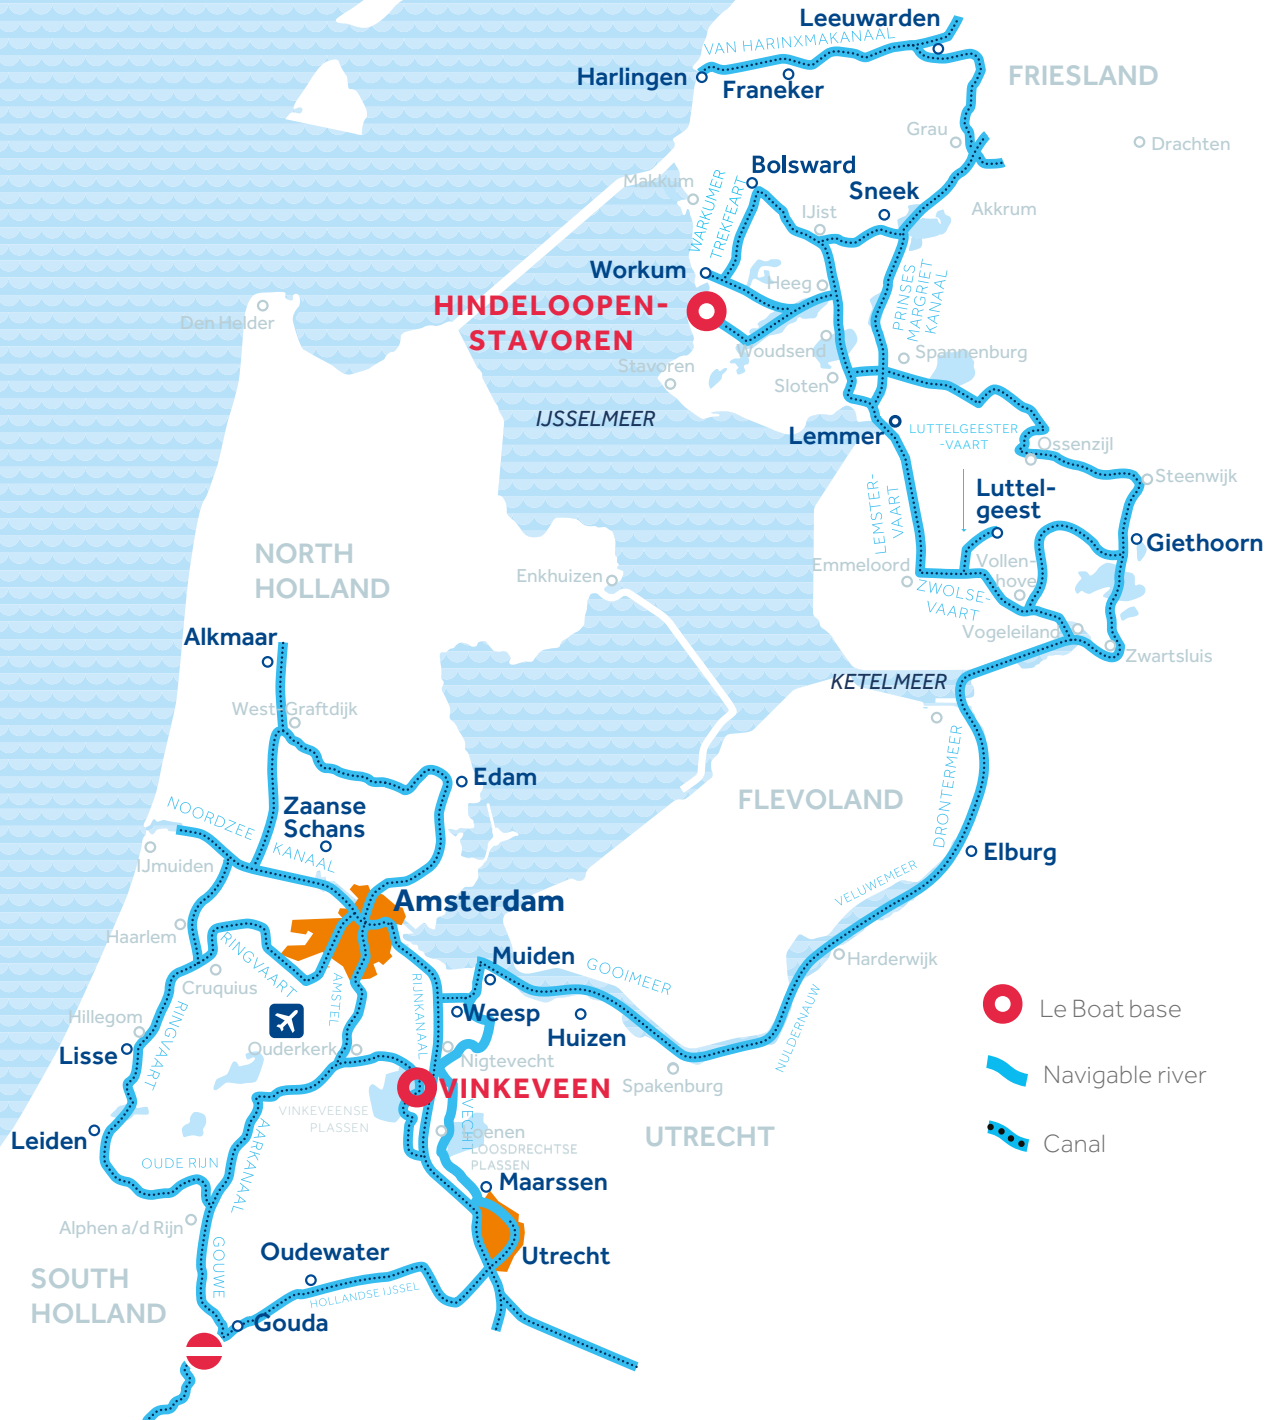 Leeuwarden
VAN HARINXMAKANAAL
Harlingen
Franeker
FRIESLAND
Grau
Drachten
Bolsward
Makkum
WARKUMER
TREKFEART
Sneek
IJlst
Akkrum
Workum
Heeg
PRINSES
MARGRIET
KANAAL
HINDELOOPEN-
STAVOREN
Den Helder
Woudsend
Spannenburg
Stavoren
Sloten
IJSSELMEER
Lemmer
LUTTELGEESTER
-VAART
Ossenzijl
Steenwijk
LEMSTER-
VAART
Luttel-
geest
Giethoorn
NORTH
HOLLAND
Enkhuizen
Emmeloord
Vollen-
hove
ZWOLSE-
VAART
Vogeleiland
Zwartsluis
Alkmaar
KETELMEER
West-Graftdijk
DRONTERMEER
Edam
FLEVOLAND
Zaanse
Schans
NOORDZEE
KANAAL
IJmuiden
Elburg
VELUWEMEER
Amsterdam
Haarlem
RINGVAART
Muiden
GOOIMEER
Harderwijk
Cruquius
AMSTEL
RIJNKANAAL
NULDERNAUW
Le Boat base
Hillegom
RINGVAART
Weesp
Huizen
Lisse
Ouderkerk
Nigtevecht
Spakenburg
Navigable river
VINKEVEEN
VINKEVEENSE
PLASSEN
VECHT
Loenen
LOOSDRECHTSE
PLASSEN
UTRECHT
Canal
Leiden
AARKANAAL
OUDE RIJN
Maarssen
Alphen a/d Rijn
GOUWE
Oudewater
Utrecht
SOUTH
HOLLAND
HOLLANDSE IJSSEL
Gouda